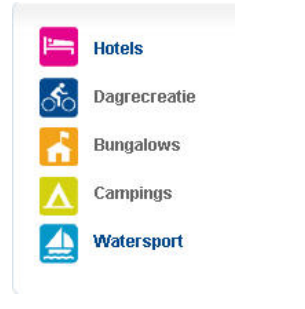 Hotels
Dagrecreatie
Bungalows
Campings
Watersport